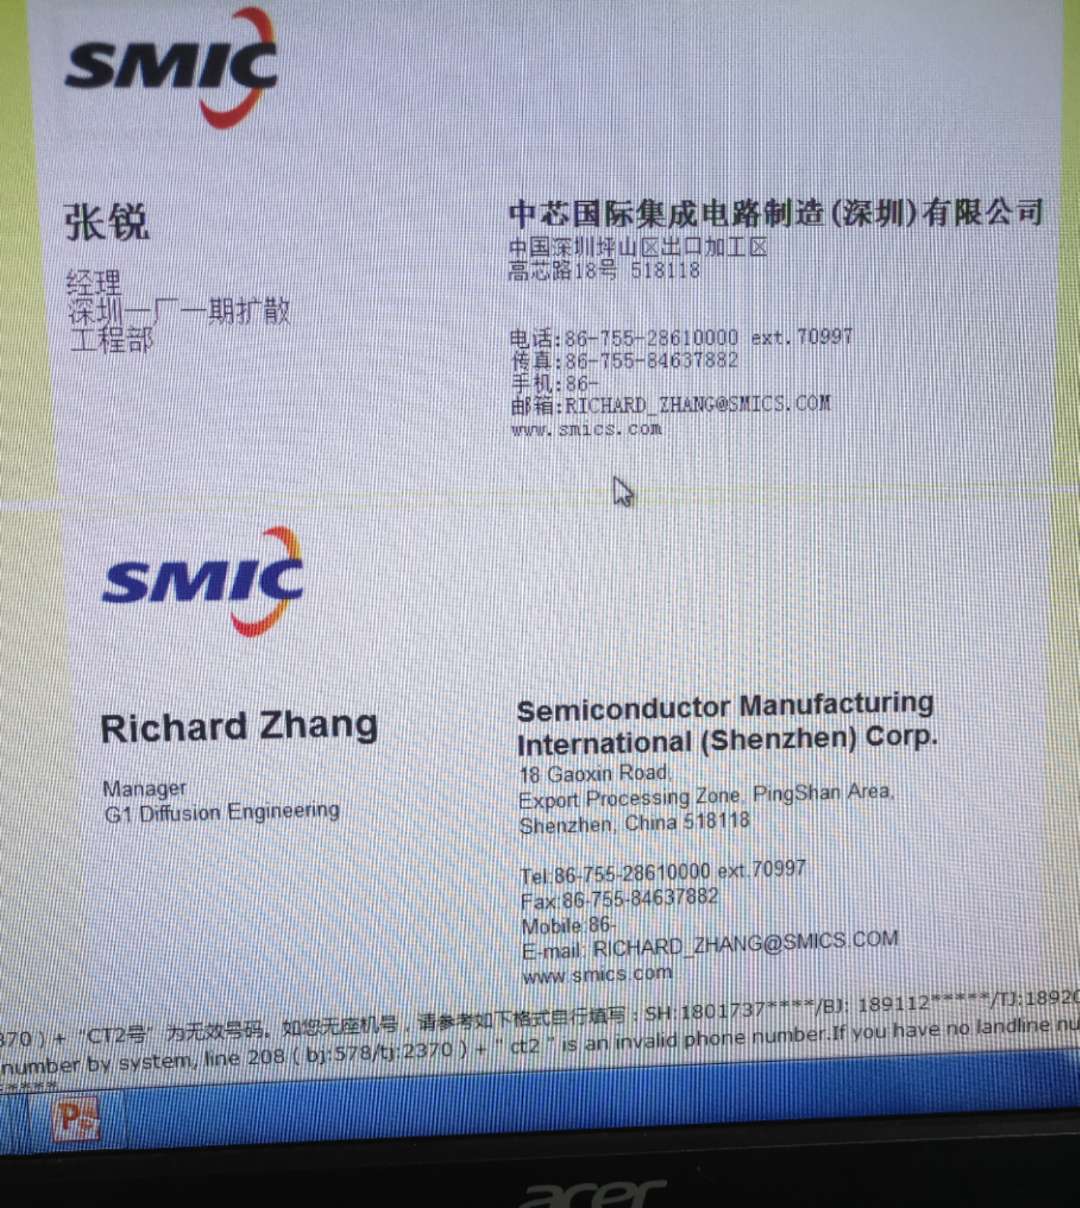 SMIC
张锐
经理
深圳一厂一期扩散
工程部
中芯国际集成电路制造(深圳)有限公司
中国深圳坪山区出口加工区
高芯路18号 518118
电话:86-755-28610000 ext.70997
传真:86-755-84637882
手机:86-
邮箱:RICHARD_ZHANG@SMICS.COM
www.smics.com
SMIC
Richard Zhang
Manager
G1 Diffusion Engineering
Semiconductor Manufacturing
International (Shenzhen) Corp.
18 Gaoxin Road,
Export Processing Zone, PingShan Area,
Shenzhen, China 518118
Tel:86-755-28610000 ext.70997
Fax:86-755-84637882
Mobile:86-
E-mail: RICHARD_ZHANG@SMICS.COM
www.smics.com
370 ) + "CT2号" 为无效号码。如您无座机号，请参考如下格式自行填写：SH:1801737****/BJ: 189112*****/TJ:18920
number by system, line 208 ( bj:578/tj:2370 ) + " ct2 " is an invalid phone number.If you have no landline nu
acer